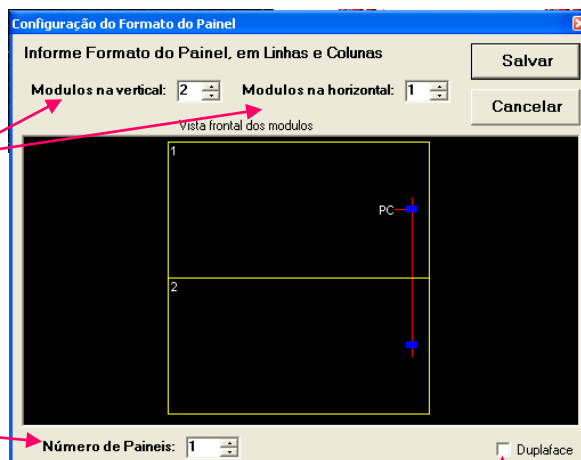 Configuração do Formato do Painel
Informe Formato do Painel, em Linhas e Colunas
Salvar
Modulos na vertical: 2 Modulos na horizontal: 1
Cancelar
Vista frontal dos modulos
1
PC
2
Número de Paineis: 1
Duplaface